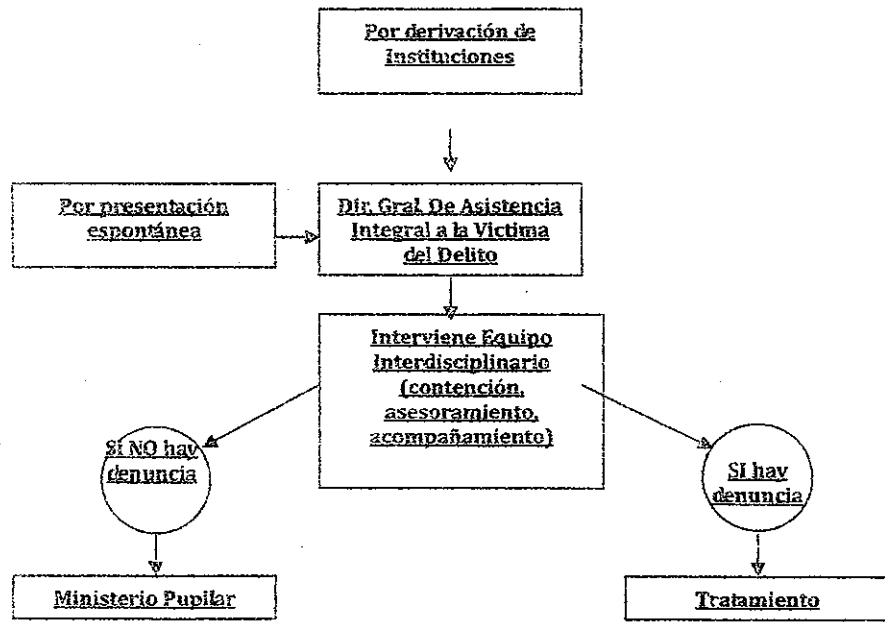 Por derivación de
Instituciones
Por presentación
espontánea
Dir. Gral. De Asistencia
Integral a la Victima
del Delito
Interviene Equipo
Interdisciplinario
(contención,
asesoramiento,
acompañamiento)
Si NO hay
denuncia
SI hay
denuncia
Ministerio Pupilar
Tratamiento